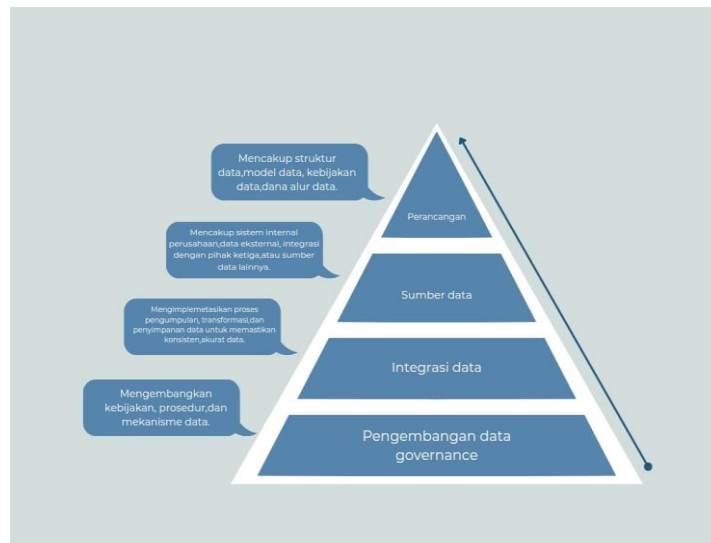 Mencakup struktur
data,model data, kebijakan
data,dana alur data.
Perancangan
Mencakup sistem internal
perusahaan,data eksternal, integrasi
dengan pihak ketiga,atau sumber
data lainnya.
Sumber data
Mengimplemetasikan proses
pengumpulan, transformasi,dan
penyimpanan data untuk memastikan
konsisten,akurat data.
Integrasi data
Mengembangkan
kebijakan, prosedur,dan
mekanisme data.
Pengembangan data
governance